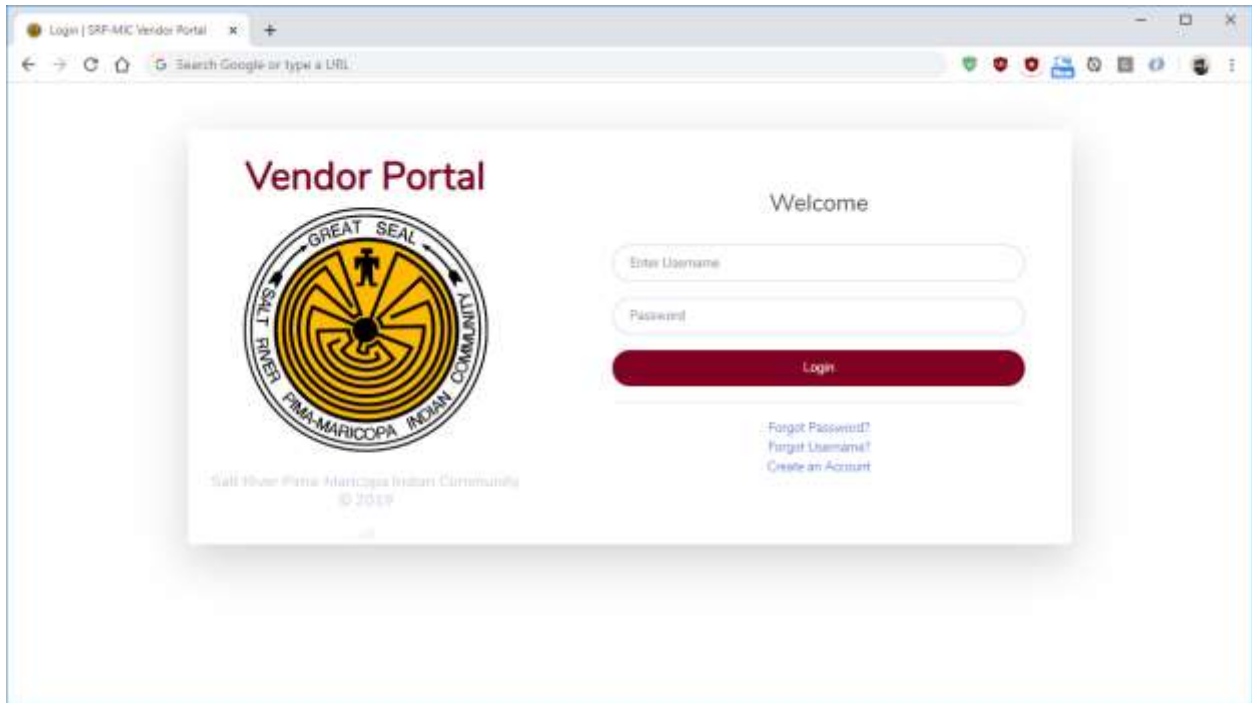 Login | SRP-MIC Vendor Portal
Search Google or type a URL
Vendor Portal
GREAT SEAL
SALT RIVER PIMA-MARICOPA INDIAN COMMUNITY
Salt River Pima-Maricopa Indian Community
© 2019
Welcome
Enter Username
Password
Login
Forgot Password?
Forgot Username?
Create an Account